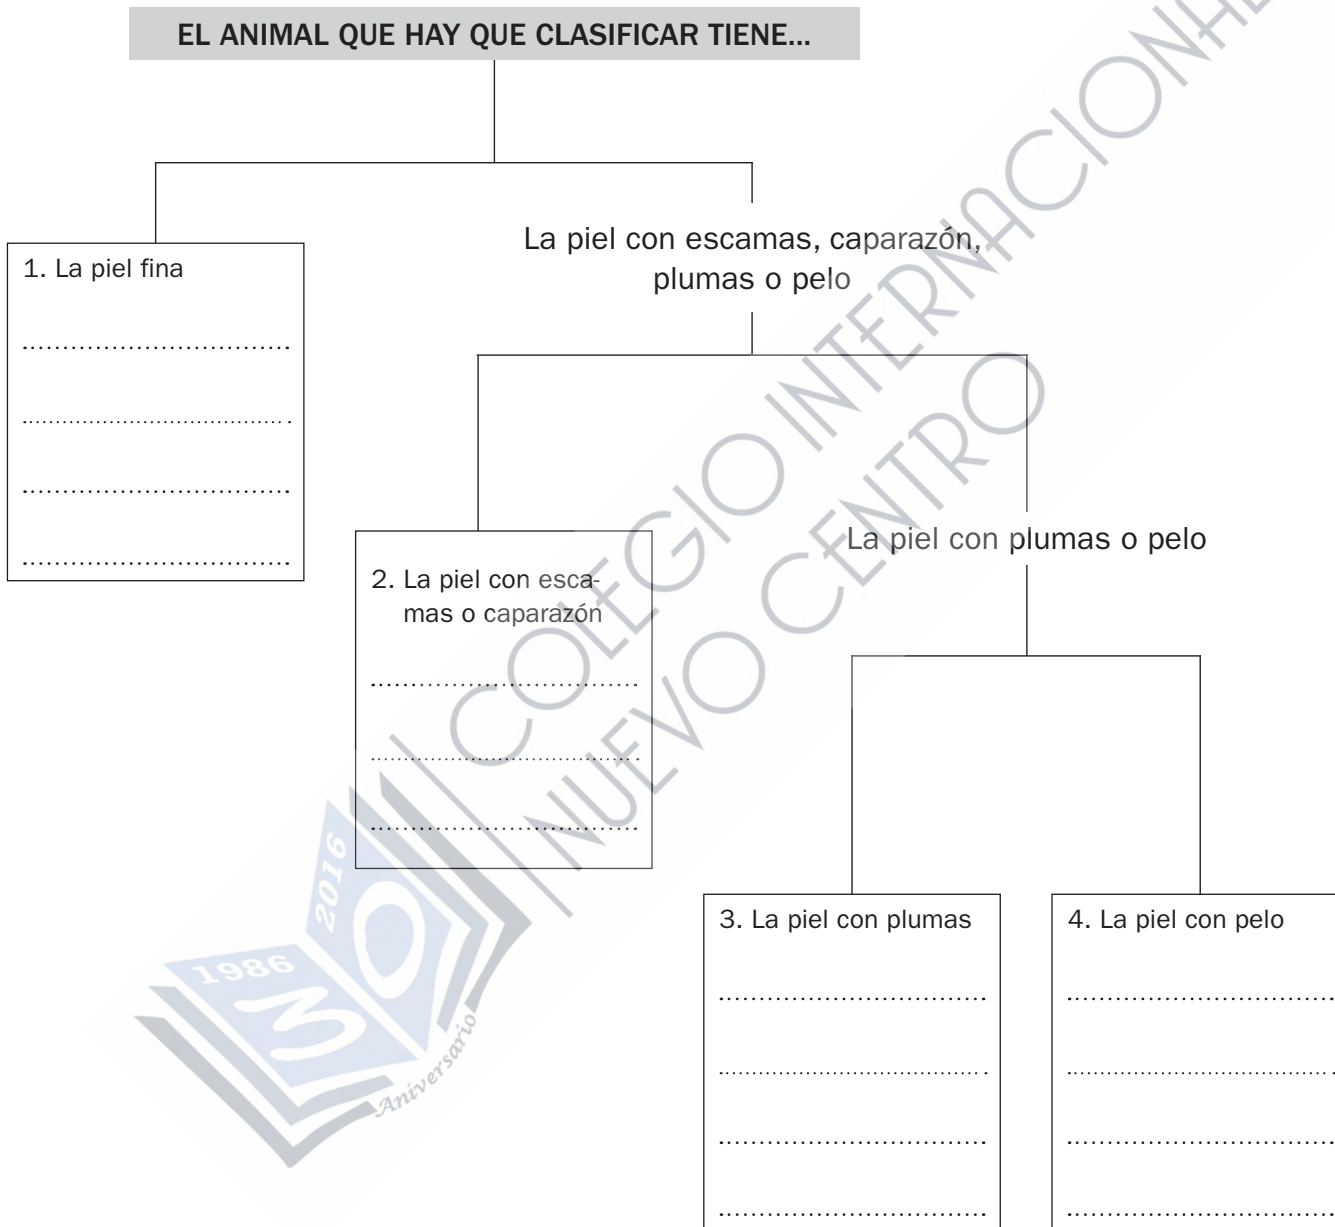 EL ANIMAL QUE HAY QUE CLASIFICAR TIENE...
La piel con escamas, caparazón,
plumas o pelo
1. La piel fina
La piel con plumas o pelo
2. La piel con esca-
mas o caparazón
3. La piel con plumas
4. La piel con pelo
COLEGIO INTERNACIONAL
NUEVO CENTRO
2016
1986
30
Aniversario